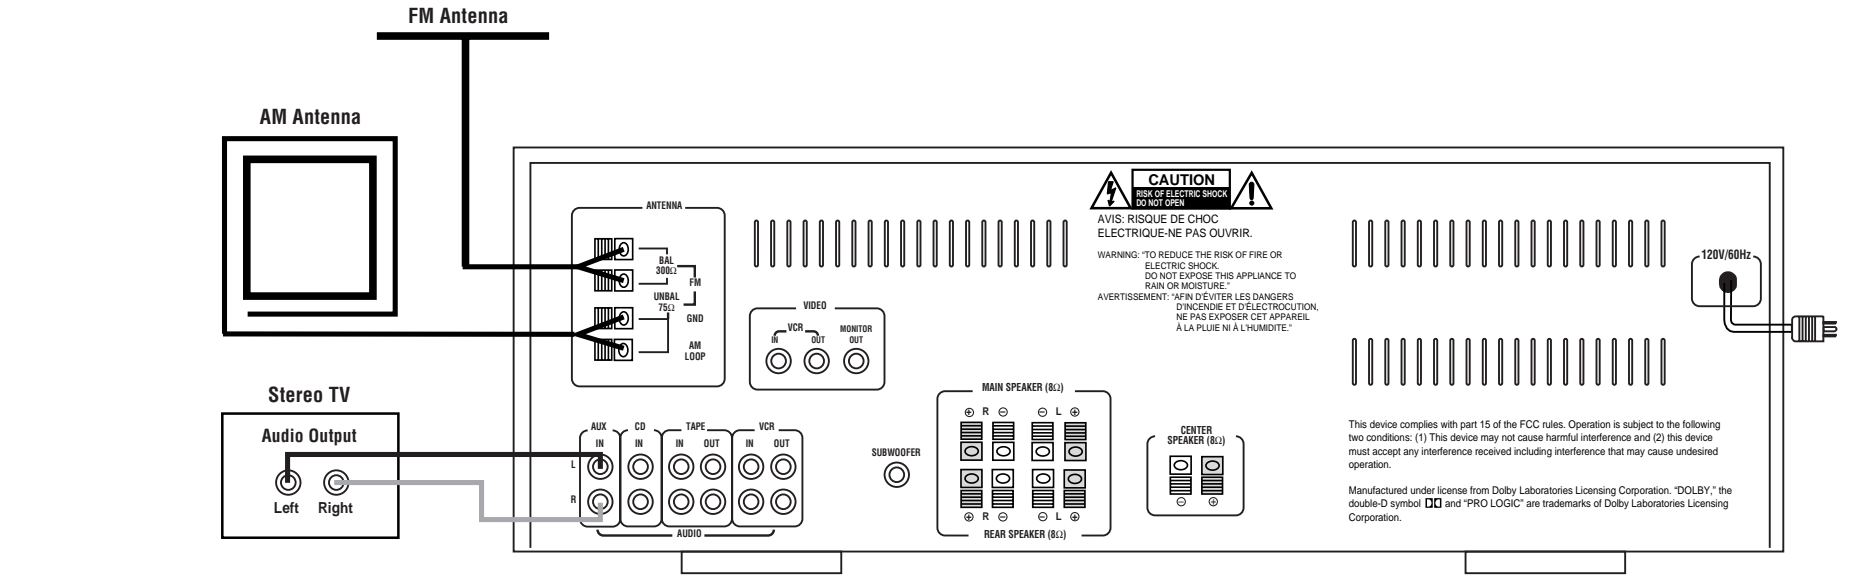 FM Antenna
AM Antenna
ANTENNA
BAL
300Ω
FM
UNBAL
75Ω
GND
AM
LOOP
CAUTION
RISK OF ELECTRIC SHOCK
DO NOT OPEN
AVIS: RISQUE DE CHOC
ELECTRIQUE-NE PAS OUVRIR.
WARNING: “TO REDUCE THE RISK OF FIRE OR
ELECTRIC SHOCK.
DO NOT EXPOSE THIS APPLIANCE TO
RAIN OR MOISTURE.”
AVERTISSEMENT: “AFIN D'ÉVITER LES DANGERS
D'INCENDIE ET D'ÉLECTROCUTION,
NE PAS EXPOSER CET APPAREIL
À LA PLUIE NI À L'HUMIDITE.”
120V/60Hz
VIDEO
VCR
IN
OUT
MONITOR
OUT
Stereo TV
Audio Output
Left
Right
AUX
IN
CD
IN
TAPE
IN
OUT
VCR
IN
OUT
L
R
AUDIO
SUBWOOFER
MAIN SPEAKER (8Ω)
⊕ R ⊖
⊖ L ⊕
⊕ R ⊖
⊖ L ⊕
REAR SPEAKER (8Ω)
CENTER
SPEAKER (8Ω)
⊖ ⊕
This device complies with part 15 of the FCC rules. Operation is subject to the following
two conditions: (1) This device may not cause harmful interference and (2) this device
must accept any interference received including interference that may cause undesired
operation.
Manufactured under license from Dolby Laboratories Licensing Corporation. “DOLBY,” the
double-D symbol and “PRO LOGIC” are trademarks of Dolby Laboratories Licensing
Corporation.